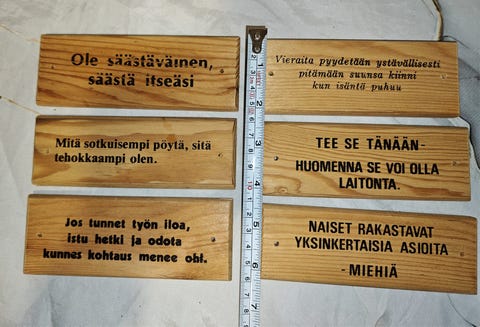 Ole säästäväinen,
säästä itseäsi
Mitä sotkuisempi pöytä, sitä
tehokkaampi olen.
Jos tunnet työn iloa,
istu hetki ja odota
kunnes kohtaus menee ohi.
Vieraita pyydetään ystävällisesti
pitämään suunsa kiinni
kun isäntä puhuu
TEE SE TÄNÄÄN-
HUOMENNA SE VOI OLLA
LAITONTA.
NAISET RAKASTAVAT
YKSINKERTAISIA ASIOITA
- MIEHIÄ